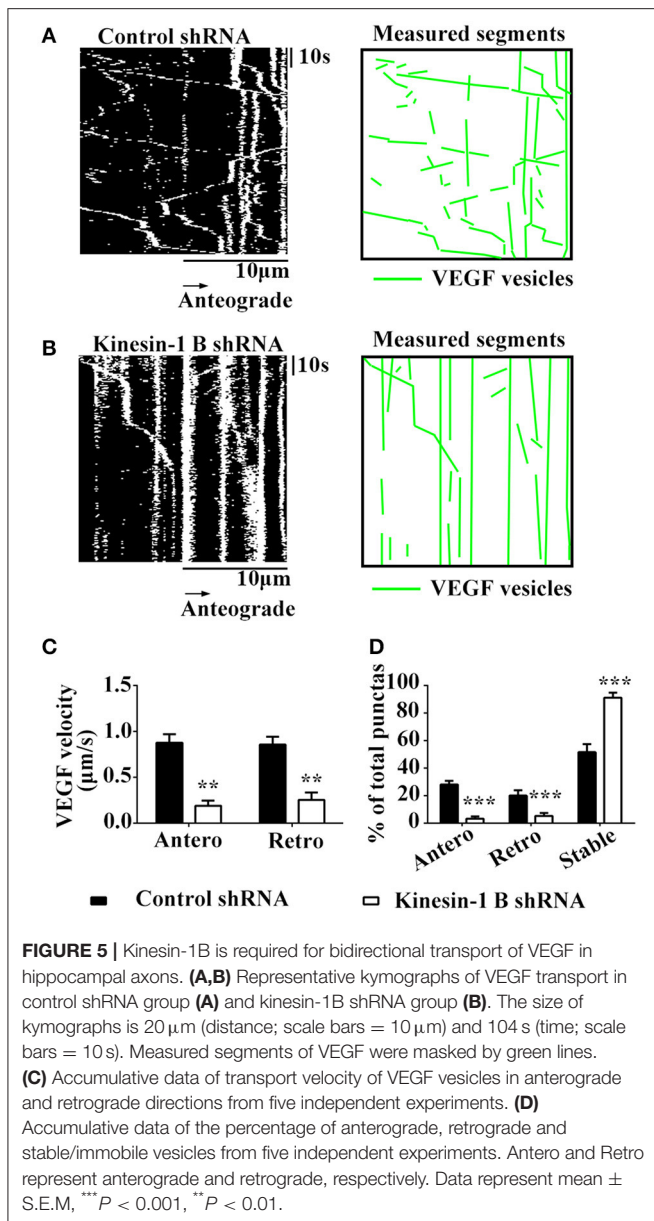 A
Control shRNA
Measured segments
10s
10μm
Anteograde
VEGF vesicles
B
Kinesin-1 B shRNA
Measured segments
10s
10μm
Anteograde
VEGF vesicles
C
VEGF velocity
(μm/s)
1.5
1.0
0.5
0.0
**
**
Antero
Retro
D
% of total punctas
100
80
60
40
20
0
***
***
***
Antero
Retro
Stable
Control shRNA
Kinesin-1 B shRNA
FIGURE 5 | Kinesin-1B is required for bidirectional transport of VEGF in
hippocampal axons. (A,B) Representative kymographs of VEGF transport in
control shRNA group (A) and kinesin-1B shRNA group (B). The size of
kymographs is 20 μm (distance; scale bars = 10 μm) and 104 s (time; scale
bars = 10 s). Measured segments of VEGF were masked by green lines.
(C) Accumulative data of transport velocity of VEGF vesicles in anterograde
and retrograde directions from five independent experiments. (D)
Accumulative data of the percentage of anterograde, retrograde and
stable/immobile vesicles from five independent experiments. Antero and Retro
represent anterograde and retrograde, respectively. Data represent mean ±
S.E.M, ***P < 0.001, **P < 0.01.